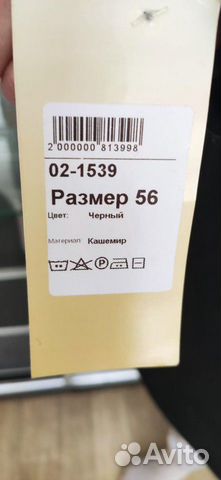 2 000000 813998
02-1539
Размер 56
Цвет: Черный
Материал Кашемир
P
Avito